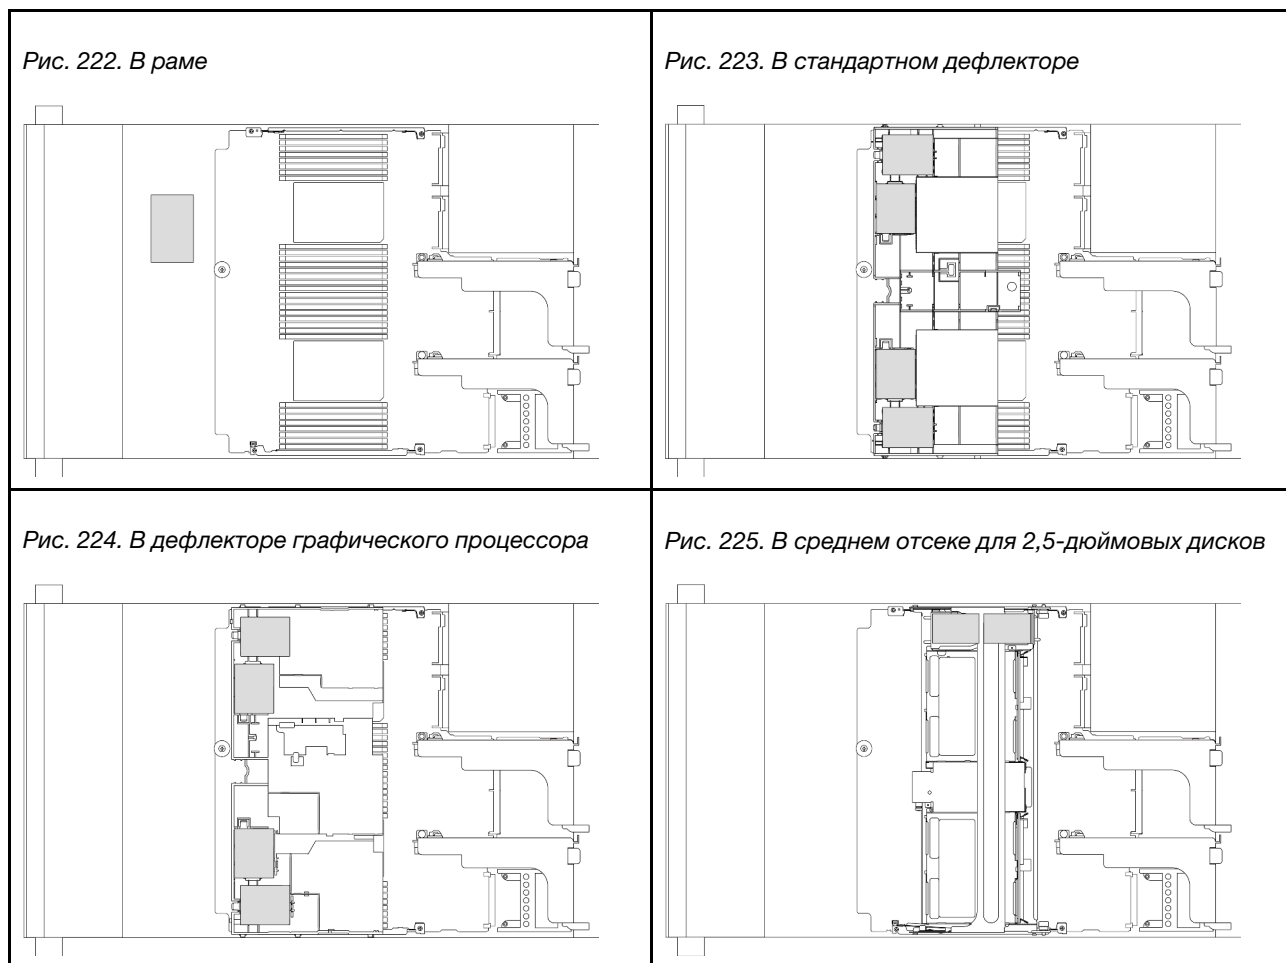 Рис. 222. В раме
Рис. 223. В стандартном дефлекторе
Рис. 224. В дефлекторе графического процессора
Рис. 225. В среднем отсеке для 2,5-дюймовых дисков